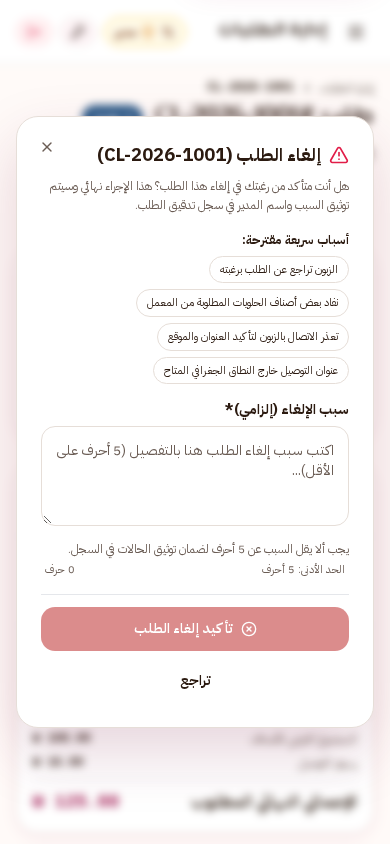 إلغاء الطلب (CL-2026-1001)
هل أنت متأكد من رغبتك في إلغاء هذا الطلب؟ هذا الإجراء نهائي وسيتم
توثيق السبب واسم المدير في سجل تدقيق الطلب.
أسباب سريعة مقترحة:
الزبون تراجع عن الطلب برغبته
نفاد بعض أصناف الحلويات المطلوبة من المعمل
تعذر الاتصال بالزبون لتأكيد العنوان والموقع
عنوان التوصيل خارج النطاق الجغرافي المتاح
سبب الإلغاء (إلزامي)*
اكتب سبب إلغاء الطلب هنا بالتفصيل (5 أحرف على
الأقل)...
يجب ألا يقل السبب عن 5 أحرف لضمان توثيق الحالات في السجل.
الحد الأدنى: 5 أحرف 0 حرف
تأكيد إلغاء الطلب
تراجع